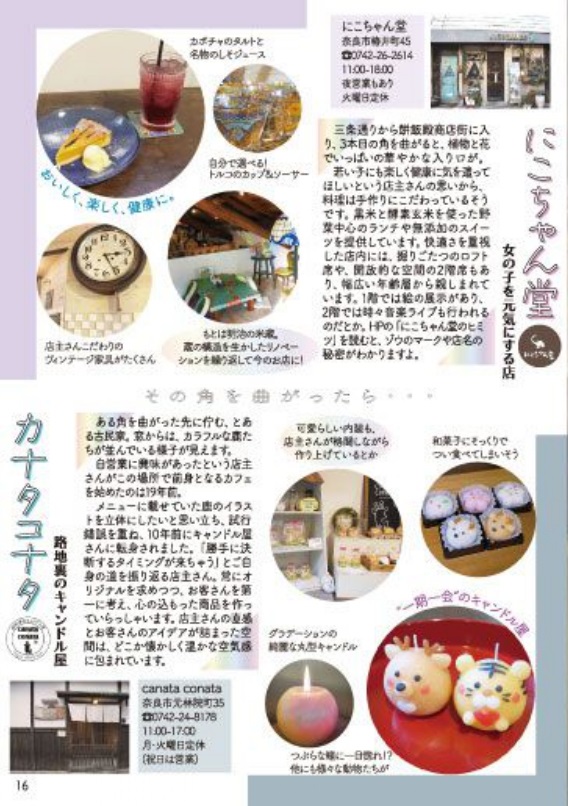 カボチャのタルトと
名物のしそジュース
自分で選べる!
トルコのカップ&ソーサー
おいしく、楽しく、健康に。
店主さんこだわりの
ヴィンテージ家具がたくさん
もとは明治の米蔵。
蔵の構造を生かしたリノベー
ションを繰り返して今のお店に!
にこちゃん堂
奈良市椿井町45
☎0742-26-2614
11:00-18:00
夜営業もあり
火曜日定休
にこちゃん堂
女の子を元気にする店
三条通りから餅飯殿商店街に入
り、3本目の角を曲がると、植物と花
でいっぱいの華やかな入り口が。
若い子にも楽しく健康に気を遣って
ほしいという店主さんの思いから、
料理は手作りにこだわっているそう
です。黒米と酵素玄米を使った野
菜中心のランチや無添加のスイー
ツを提供しています。快適さを重視
した店内には、掘りごたつのロフト
席や、開放的な空間の2階席もあ
り、幅広い年齢層から親しまれて
います。1階では絵の展示があり、
2階では時々音楽ライブも行われる
のだとか。HPの「にこちゃん堂のヒミ
ツ」を読むと、ゾウのマークや店名の
秘密がわかりますよ。
その角を曲がったら・・・
カナタコナタ
路地裏のキャンドル屋
CANATA
CONATA
ある角を曲がった先に佇む、とあ
る古民家。窓からは、カラフルな鹿た
ちが並んでいる様子が見えます。
自営業に興味があったという店主
さんがこの場所で前身となるカフェ
を始めたのは19年前。
メニューに載せていた鹿のイラス
トを立体にしたいと思い立ち、試行
錯誤を重ね、10年前にキャンドル屋
さんに転身されました。「勝手に決
断するタイミングが来ちゃう」とご自
身の道を振り返る店主さん。常にオ
リジナルを求めつつ、お客さんを第
一に考え、心の込もった商品を作っ
ていらっしゃいます。店主さんの直感
とお客さんのアイデアが詰まった空
間は、どこか懐かしく温かな空気感
に包まれています。
canata conata
奈良市元林院町35
☎0742-24-8178
11:00-17:00
月・火曜日定休
(祝日は営業)
可愛らしい内装も、
店主さんが格闘しながら
作り上げているとか
和菓子にそっくりで
つい食べてしまいそう
"一期一会"のキャンドル屋
グラデーションの
綺麗な丸型キャンドル
つぶらな瞳に一目惚れ!?
他にも様々な動物たちが
16